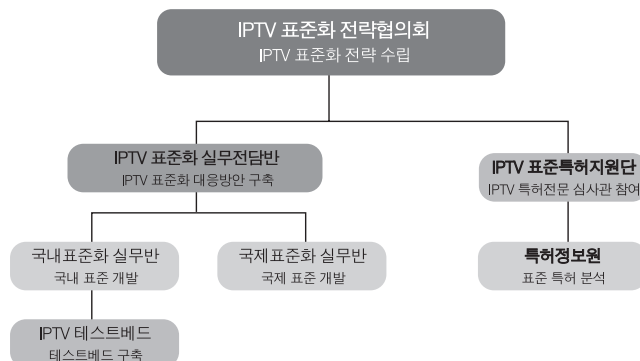 IPTV 표준화 전략협의회
IPTV 표준화 전략 수립
IPTV 표준화 실무전담반
IPTV 표준화 대응방안 구축
IPTV 표준특허지원단
IPTV 특허전문 심사관 참여
국내표준화 실무반
국내 표준 개발
국제표준화 실무반
국제 표준 개발
특허정보원
표준 특허 분석
IPTV 테스트베드
테스트베드 구축